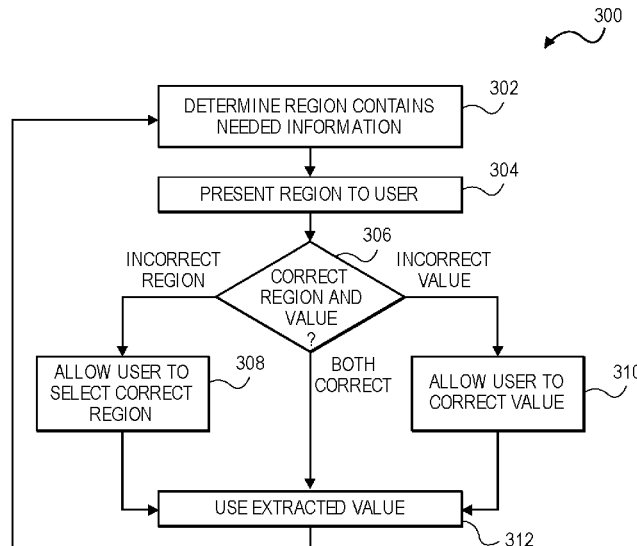 300
DETERMINE REGION CONTAINS
NEEDED INFORMATION
302
PRESENT REGION TO USER
304
306
INCORRECT
REGION
CORRECT
REGION AND
VALUE
?
INCORRECT
VALUE
ALLOW USER TO
SELECT CORRECT
REGION
308
BOTH
CORRECT
ALLOW USER TO
CORRECT VALUE
310
USE EXTRACTED VALUE
312